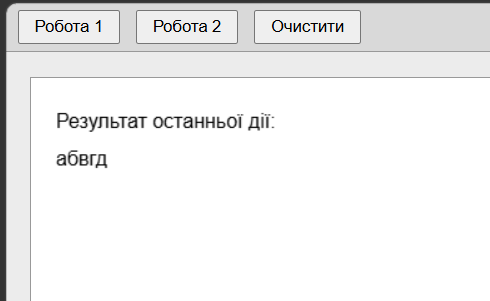 Робота 1 Робота 2 Очистити
Результат останньої дії:
абвгд